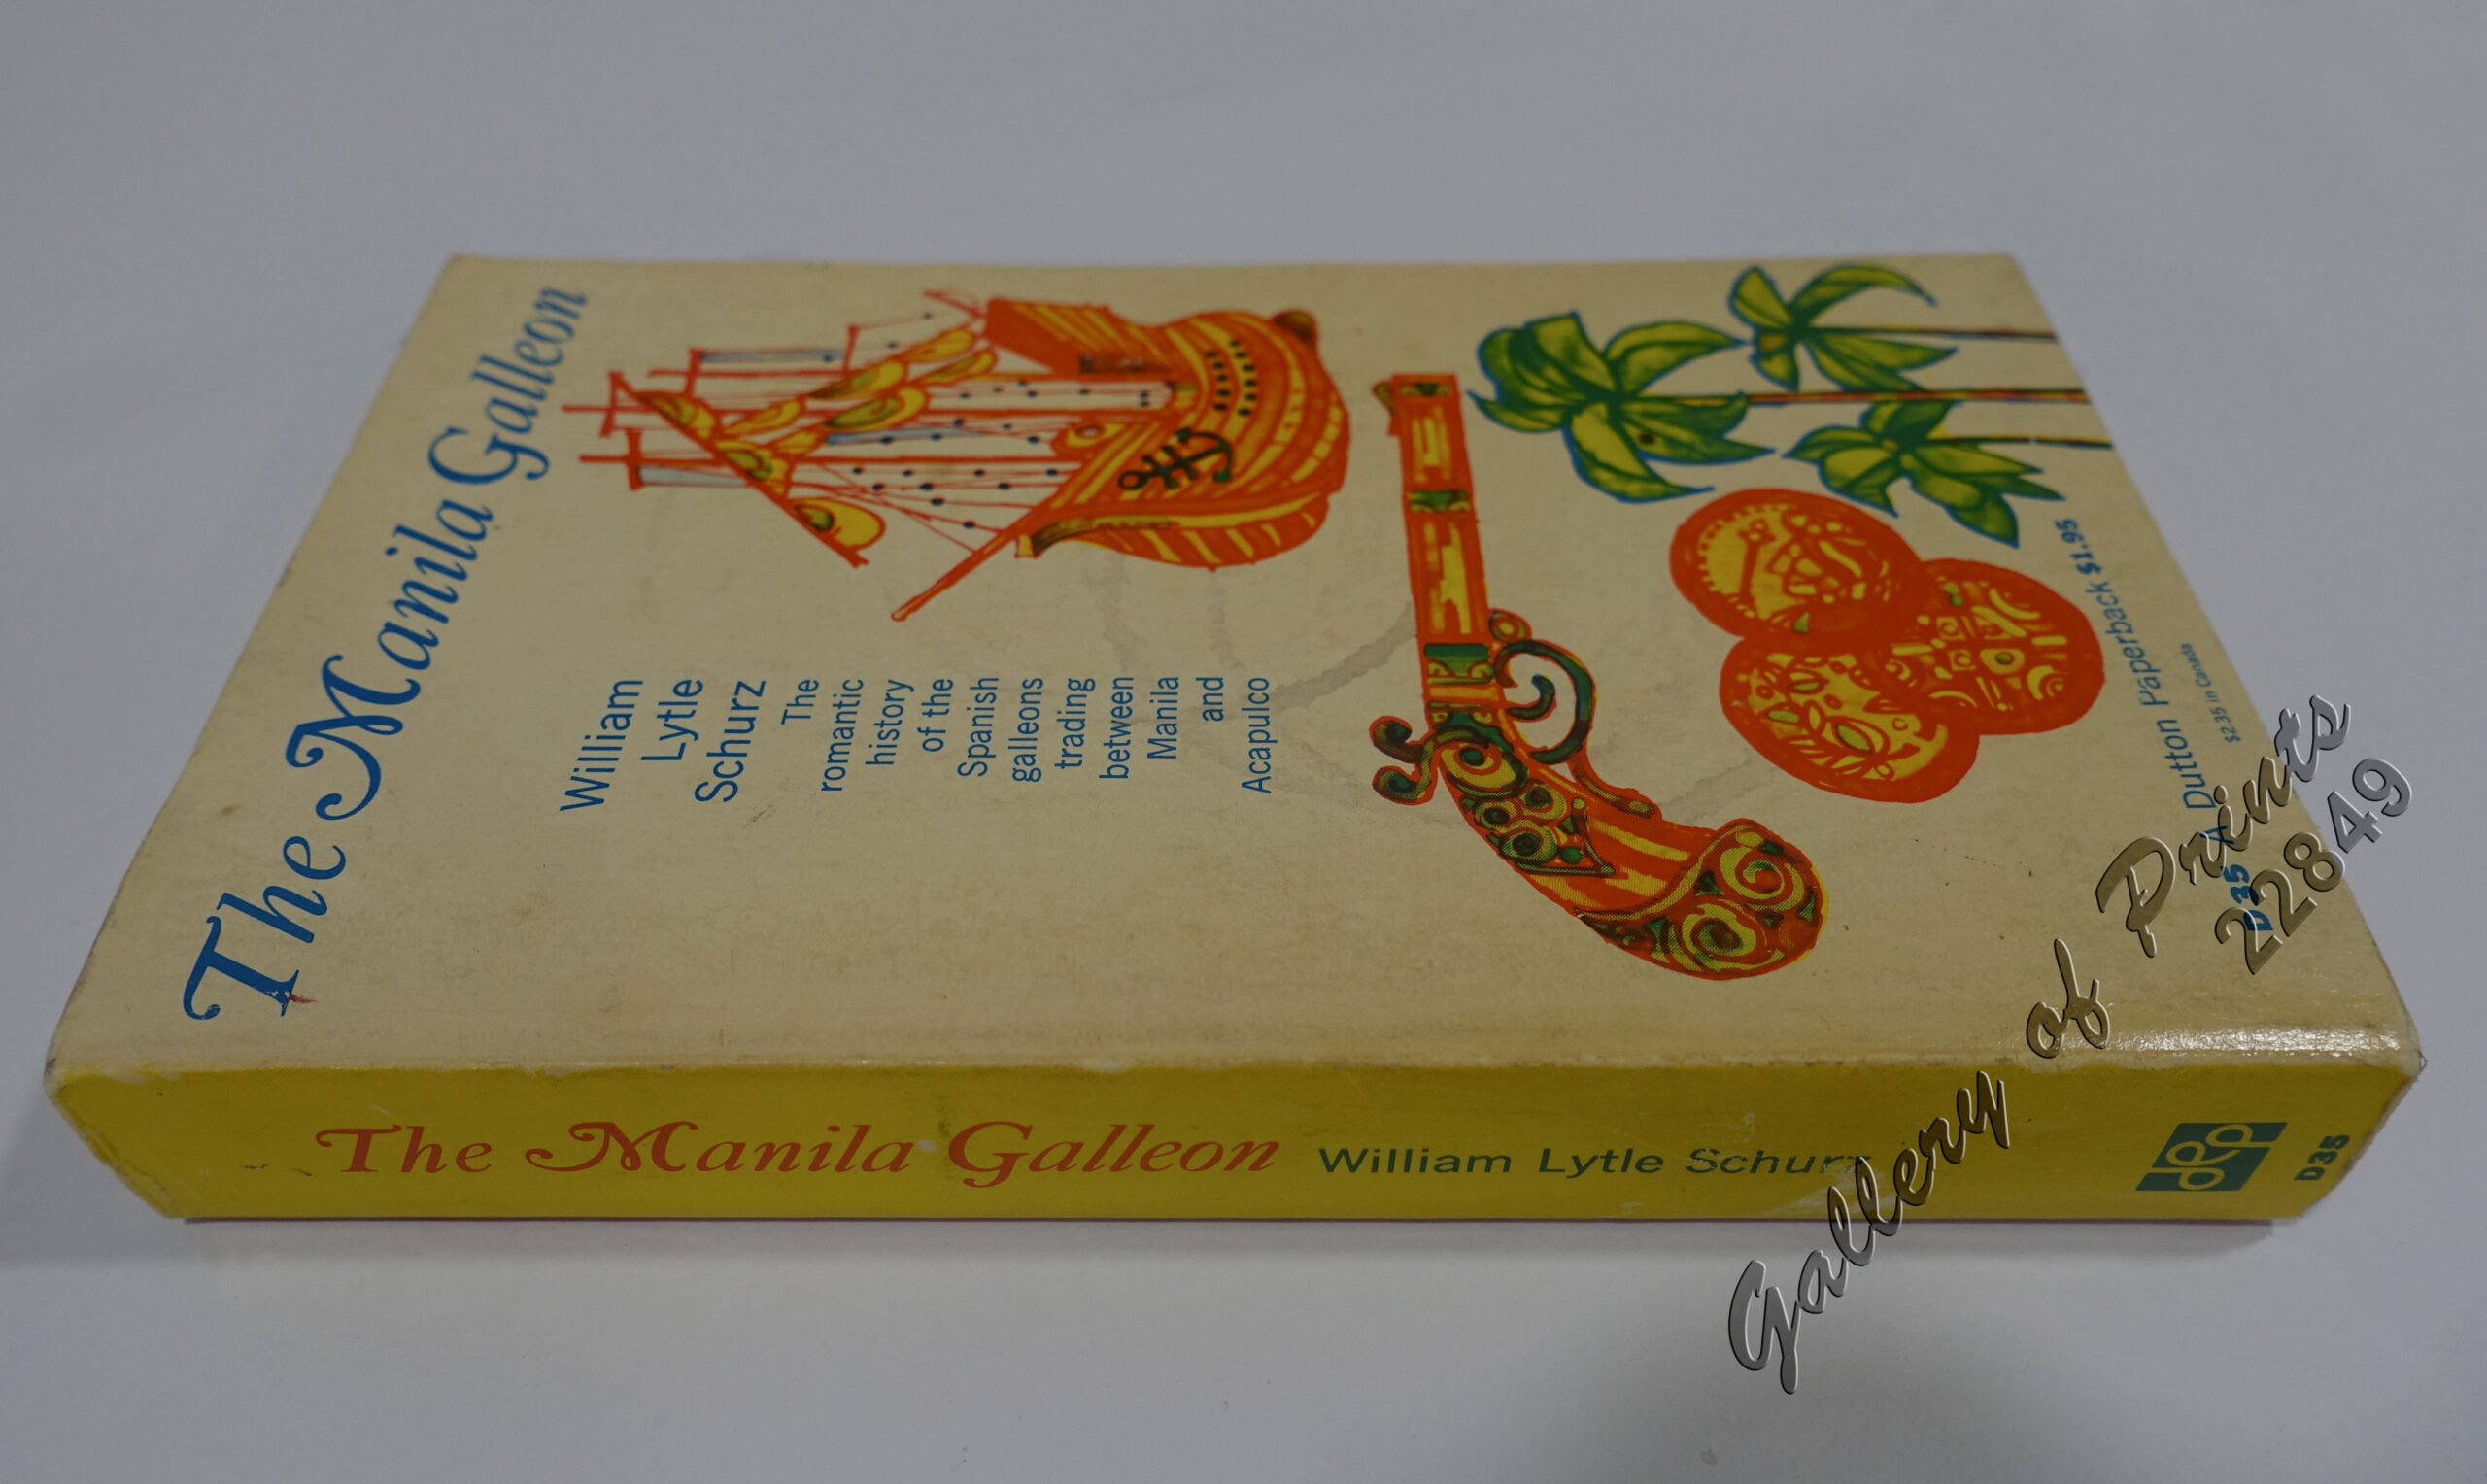 The Manila Galleon
William
Lytle
Schurz
The
romantic
history
of the
Spanish
galleons
trading
between
Manila
and
Acapulco
D35 A Dutton Paperback $1.95
$2.35 in Canada
The Manila Galleon William Lytle Schurz
dep
D35
Gallery of Prints
22849